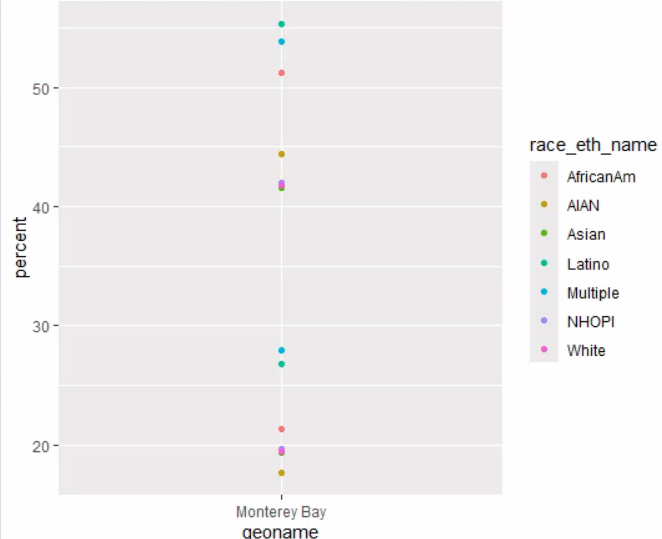 50
40
30
20
percent
Monterey Bay
geoname
race_eth_name
AfricanAm
AIAN
Asian
Latino
Multiple
NHOPI
White